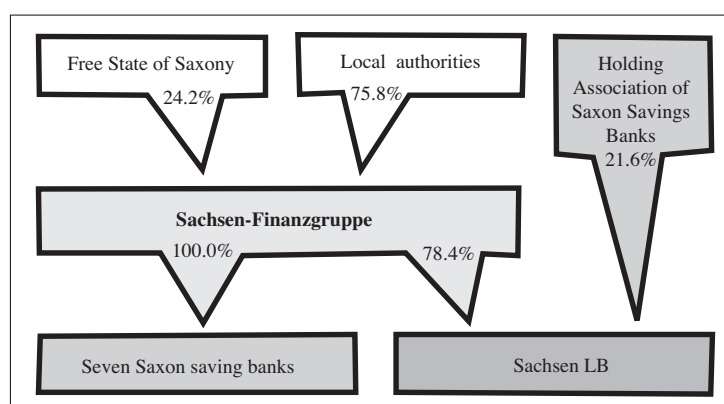 Free State of Saxony
24.2%
Local authorities
75.8%
Holding
Association of
Saxon Savings
Banks
21.6%
Sachsen-Finanzgruppe
100.0%
78.4%
Seven Saxon saving banks
Sachsen LB